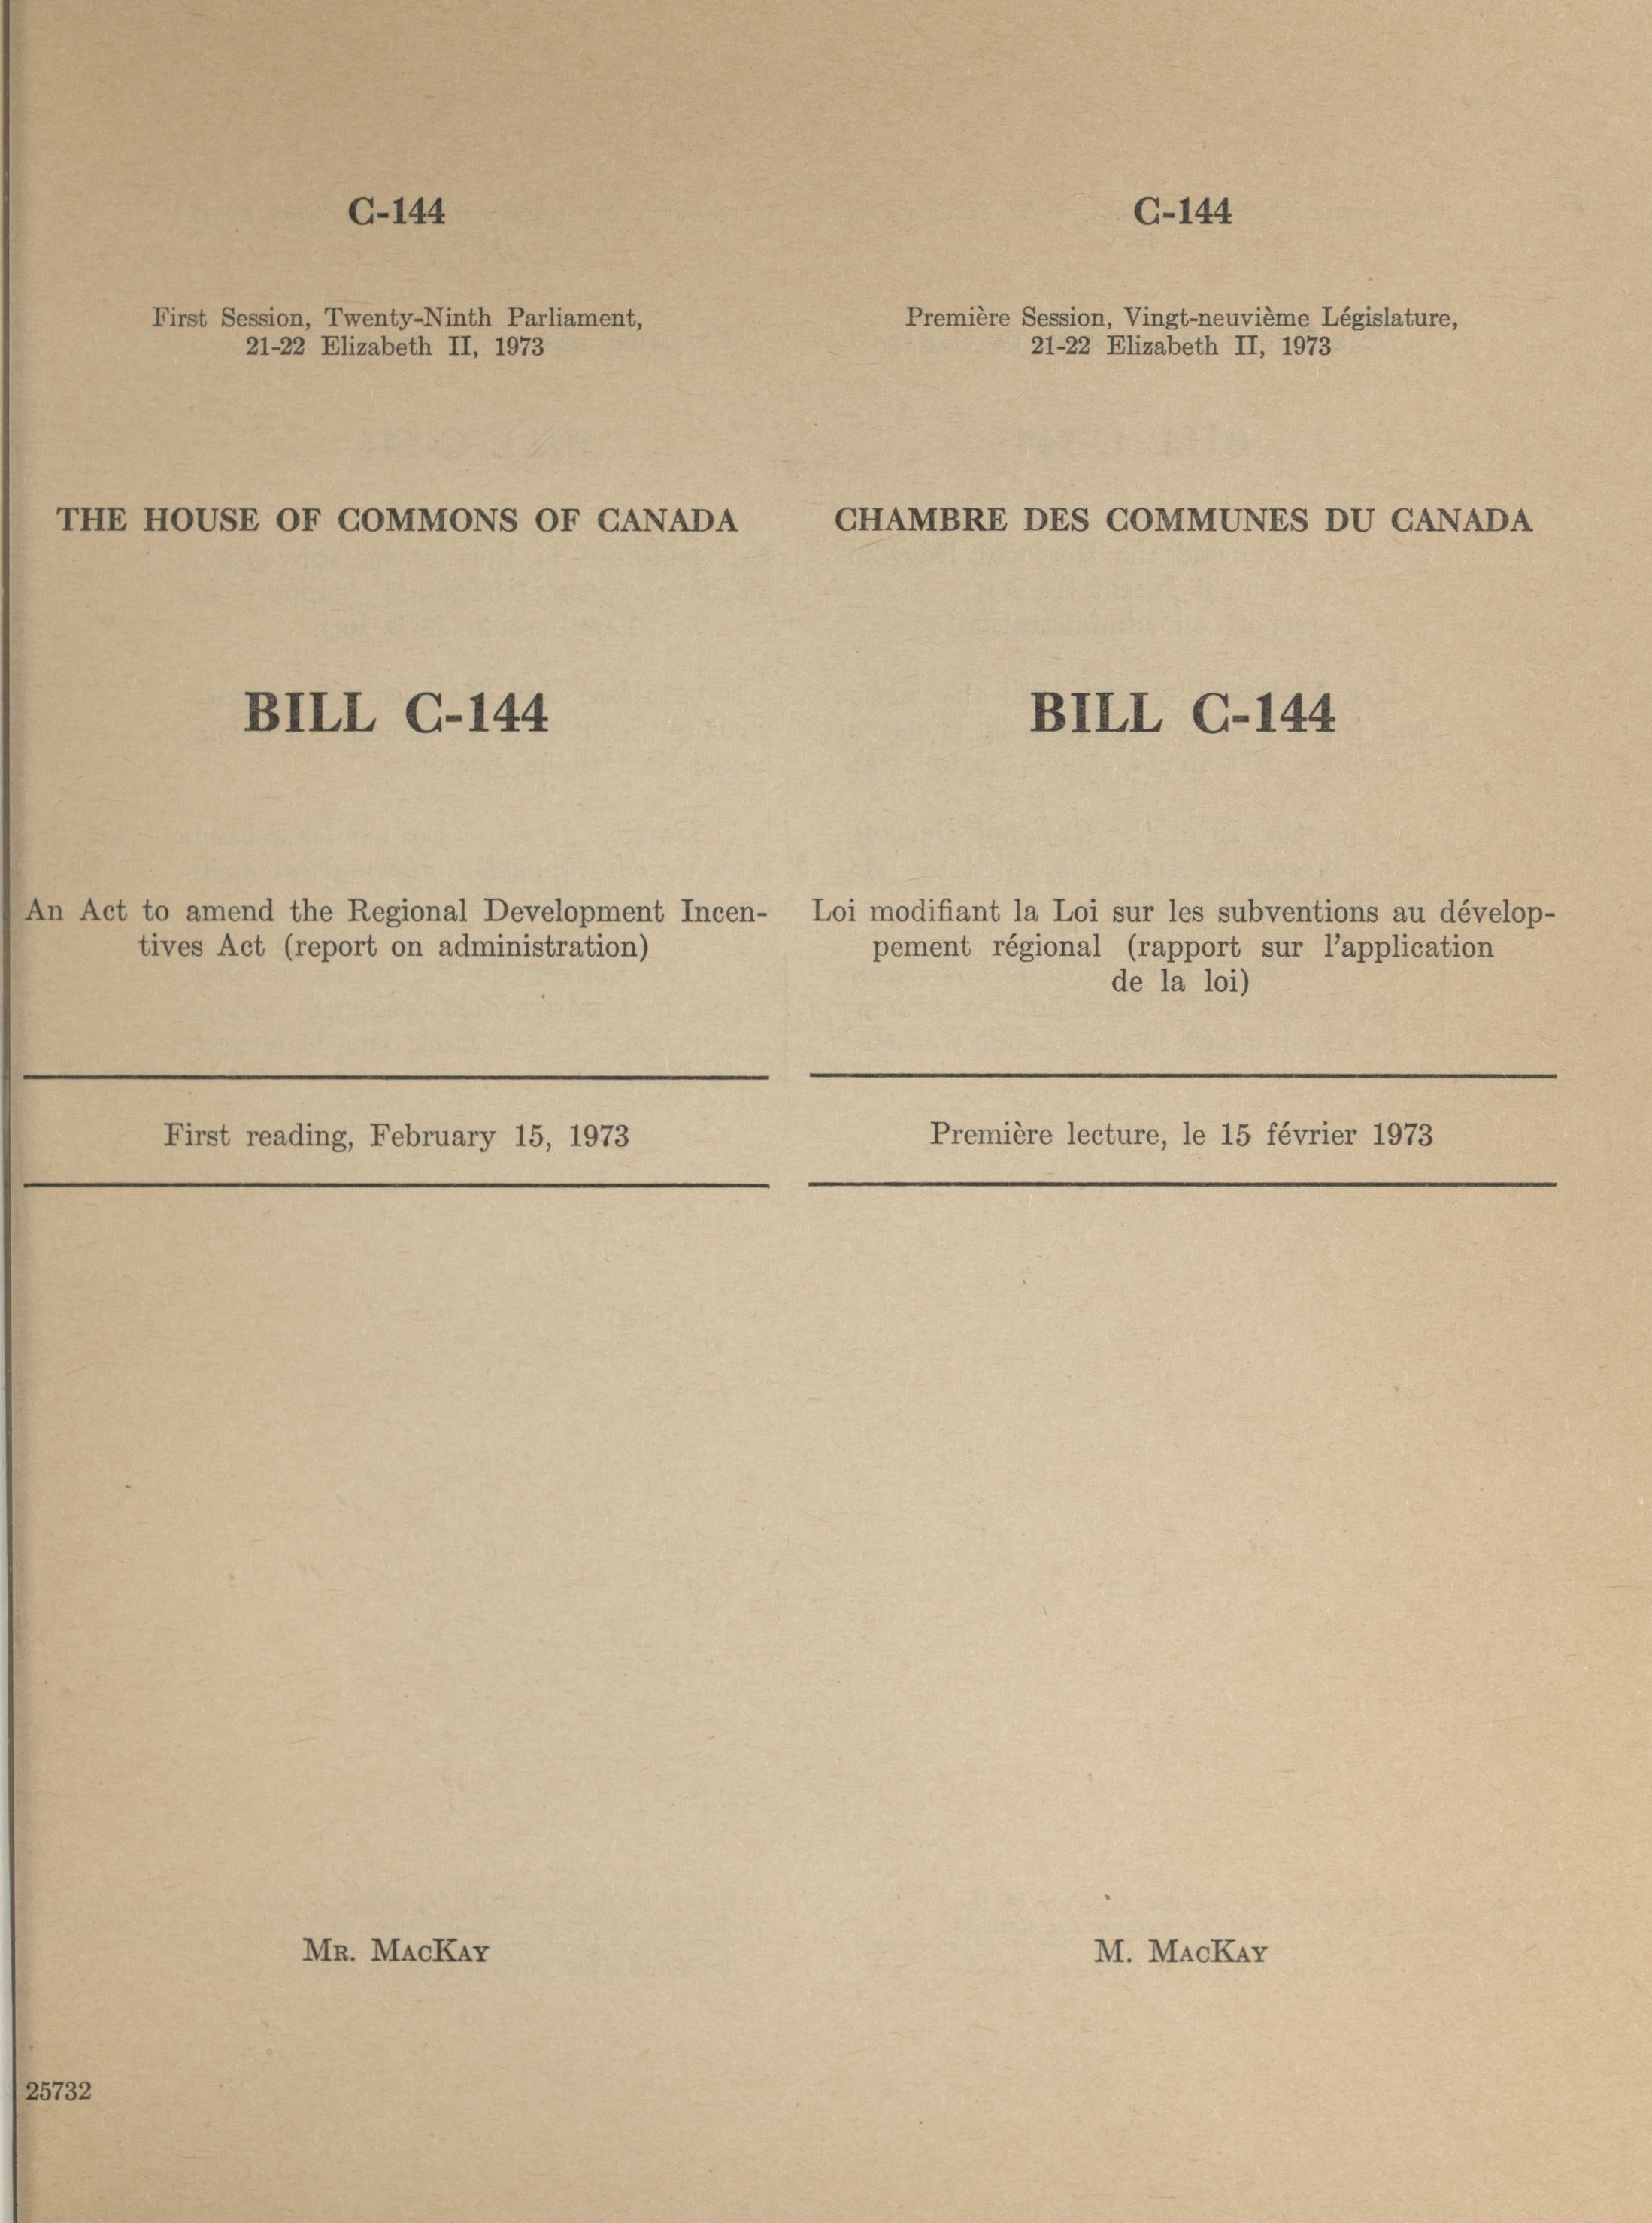 C-144
First Session, Twenty-Ninth Parliament,
21-22 Elizabeth II, 1973
THE HOUSE OF COMMONS OF CANADA
BILL C-144
An Act to amend the Regional Development Incen-
tives Act (report on administration)
First reading, February 15, 1973
MR. MACKAY
25732
C-144
Première Session, Vingt-neuvième Législature,
21-22 Elizabeth II, 1973
CHAMBRE DES COMMUNES DU CANADA
BILL C-144
Loi modifiant la Loi sur les subventions au dévelop-
pement régional (rapport sur l'application
de la loi)
Première lecture, le 15 février 1973
M. MACKAY